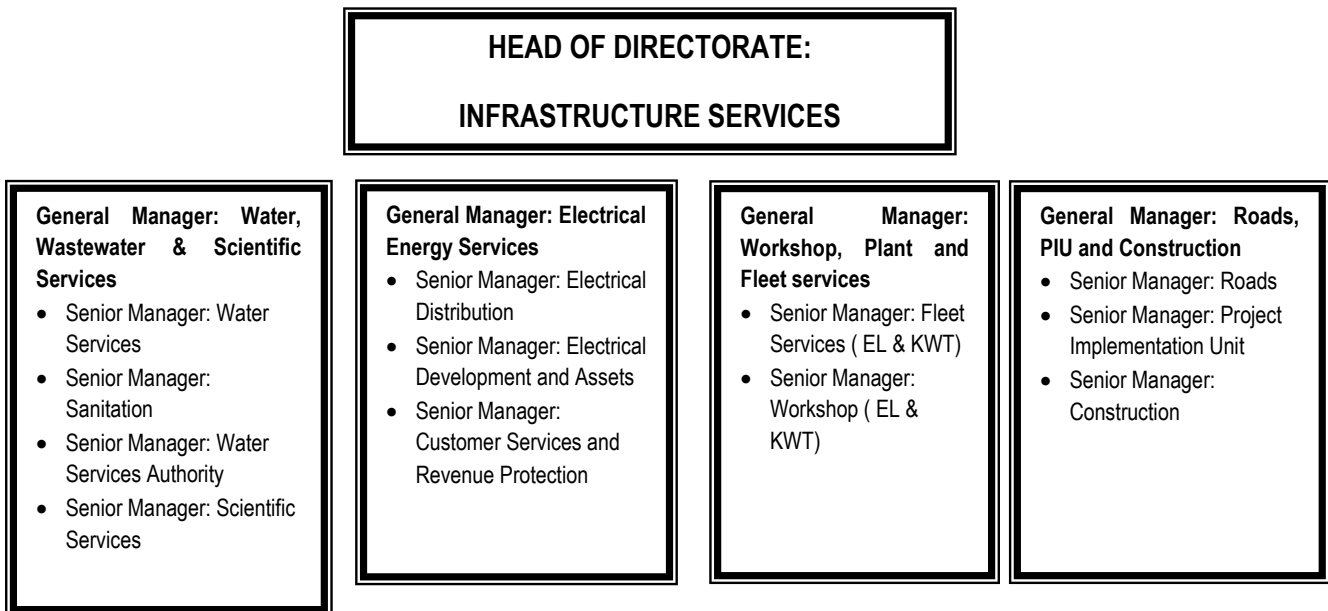 HEAD OF DIRECTORATE:
INFRASTRUCTURE SERVICES
General Manager: Water,
Wastewater & Scientific
Services
• Senior Manager: Water
Services
• Senior Manager:
Sanitation
• Senior Manager: Water
Services Authority
• Senior Manager: Scientific
Services
General Manager: Electrical
Energy Services
• Senior Manager: Electrical
Distribution
• Senior Manager: Electrical
Development and Assets
• Senior Manager:
Customer Services and
Revenue Protection
General Manager:
Workshop, Plant and
Fleet services
• Senior Manager: Fleet
Services ( EL & KWT)
• Senior Manager:
Workshop ( EL &
KWT)
General Manager: Roads,
PIU and Construction
• Senior Manager: Roads
• Senior Manager: Project
Implementation Unit
• Senior Manager:
Construction